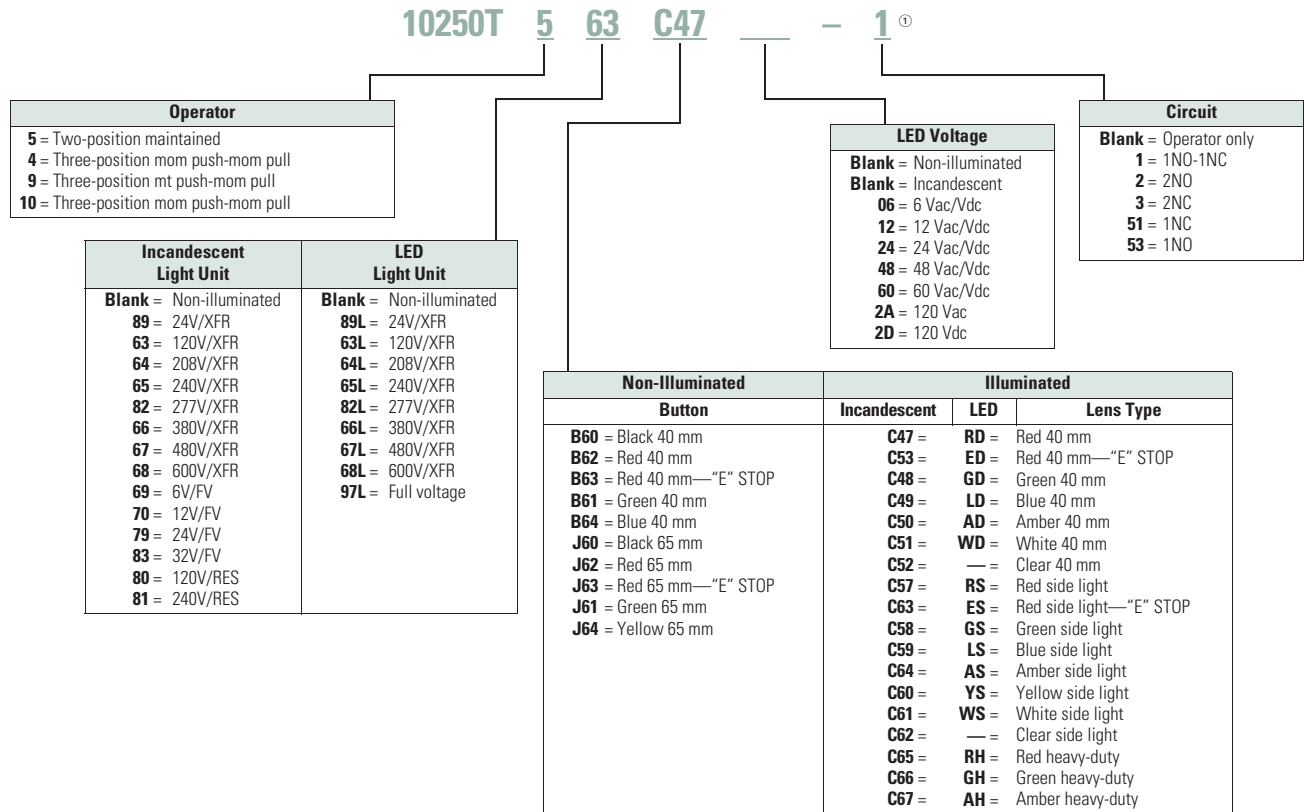 10250T 5 63 C47 – 1 ①
Operator
5 = Two-position maintained
4 = Three-position mom push-mom pull
9 = Three-position mt push-mom pull
10 = Three-position mom push-mom pull
Incandescent
Light Unit
Blank = Non-illuminated
89 = 24V/XFR
63 = 120V/XFR
64 = 208V/XFR
65 = 240V/XFR
82 = 277V/XFR
66 = 380V/XFR
67 = 480V/XFR
68 = 600V/XFR
69 = 6V/FV
70 = 12V/FV
79 = 24V/FV
83 = 32V/FV
80 = 120V/RES
81 = 240V/RES
LED
Light Unit
Blank = Non-illuminated
89L = 24V/XFR
63L = 120V/XFR
64L = 208V/XFR
65L = 240V/XFR
82L = 277V/XFR
66L = 380V/XFR
67L = 480V/XFR
68L = 600V/XFR
97L = Full voltage
LED Voltage
Blank = Non-illuminated
Blank = Incandescent
06 = 6 Vac/Vdc
12 = 12 Vac/Vdc
24 = 24 Vac/Vdc
48 = 48 Vac/Vdc
60 = 60 Vac/Vdc
2A = 120 Vac
2D = 120 Vdc
Circuit
Blank = Operator only
1 = 1NO-1NC
2 = 2NO
3 = 2NC
51 = 1NC
53 = 1NO
Non-Illuminated
Button
B60 = Black 40 mm
B62 = Red 40 mm
B63 = Red 40 mm—“E” STOP
B61 = Green 40 mm
B64 = Blue 40 mm
J60 = Black 65 mm
J62 = Red 65 mm
J63 = Red 65 mm—“E” STOP
J61 = Green 65 mm
J64 = Yellow 65 mm
Illuminated
Incandescent LED Lens Type
C47 = RD = Red 40 mm
C53 = ED = Red 40 mm—“E” STOP
C48 = GD = Green 40 mm
C49 = LD = Blue 40 mm
C50 = AD = Amber 40 mm
C51 = WD = White 40 mm
C52 = — = Clear 40 mm
C57 = RS = Red side light
C63 = ES = Red side light—“E” STOP
C58 = GS = Green side light
C59 = LS = Blue side light
C64 = AS = Amber side light
C60 = YS = Yellow side light
C61 = WS = White side light
C62 = — = Clear side light
C65 = RH = Red heavy-duty
C66 = GH = Green heavy-duty
C67 = AH = Amber heavy-duty